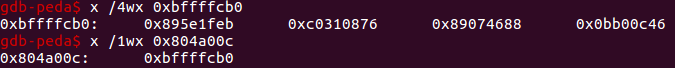 gdb-peda$ x /4wx 0xbffffcb0
0xbffffcb0: 0x895e1feb 0xc0310876 0x89074688 0x0bb00c46
gdb-peda$ x /1wx 0x804a00c
0x804a00c: 0xbffffcb0